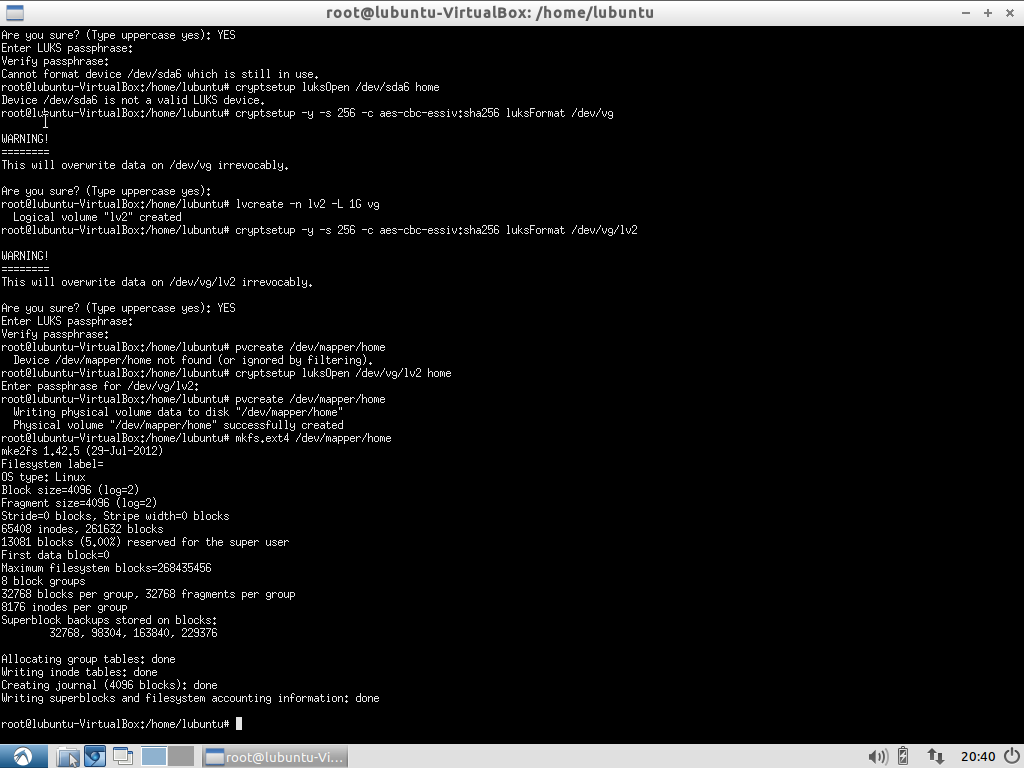 root@lubuntu-VirtualBox: /home/lubuntu
Are you sure? (Type uppercase yes): YES
Enter LUKS passphrase:
Verify passphrase:
Cannot format device /dev/sda6 which is still in use.
root@lubuntu-VirtualBox:/home/lubuntu# cryptsetup luksOpen /dev/sda6 home
Device /dev/sda6 is not a valid LUKS device.
root@lubuntu-VirtualBox:/home/lubuntu# cryptsetup -y -s 256 -c aes-cbc-essiv:sha256 luksFormat /dev/vg

WARNING!
========
This will overwrite data on /dev/vg irrevocably.

Are you sure? (Type uppercase yes):
root@lubuntu-VirtualBox:/home/lubuntu# lvcreate -n lv2 -L 1G vg
  Logical volume "lv2" created
root@lubuntu-VirtualBox:/home/lubuntu# cryptsetup -y -s 256 -c aes-cbc-essiv:sha256 luksFormat /dev/vg/lv2

WARNING!
========
This will overwrite data on /dev/vg/lv2 irrevocably.

Are you sure? (Type uppercase yes): YES
Enter LUKS passphrase:
Verify passphrase:
root@lubuntu-VirtualBox:/home/lubuntu# pvcreate /dev/mapper/home
  Device /dev/mapper/home not found (or ignored by filtering).
root@lubuntu-VirtualBox:/home/lubuntu# cryptsetup luksOpen /dev/vg/lv2 home
Enter passphrase for /dev/vg/lv2:
root@lubuntu-VirtualBox:/home/lubuntu# pvcreate /dev/mapper/home
  Writing physical volume data to disk "/dev/mapper/home"
  Physical volume "/dev/mapper/home" successfully created
root@lubuntu-VirtualBox:/home/lubuntu# mkfs.ext4 /dev/mapper/home
mke2fs 1.42.5 (29-Jul-2012)
Filesystem label=
OS type: Linux
Block size=4096 (log=2)
Fragment size=4096 (log=2)
Stride=0 blocks, Stripe width=0 blocks
65408 inodes, 261632 blocks
13081 blocks (5.00%) reserved for the super user
First data block=0
Maximum filesystem blocks=268435456
8 block groups
32768 blocks per group, 32768 fragments per group
8176 inodes per group
Superblock backups stored on blocks:
        32768, 98304, 163840, 229376

Allocating group tables: done
Writing inode tables: done
Creating journal (4096 blocks): done
Writing superblocks and filesystem accounting information: done

root@lubuntu-VirtualBox:/home/lubuntu#
root@lubuntu-Vi...
20:40